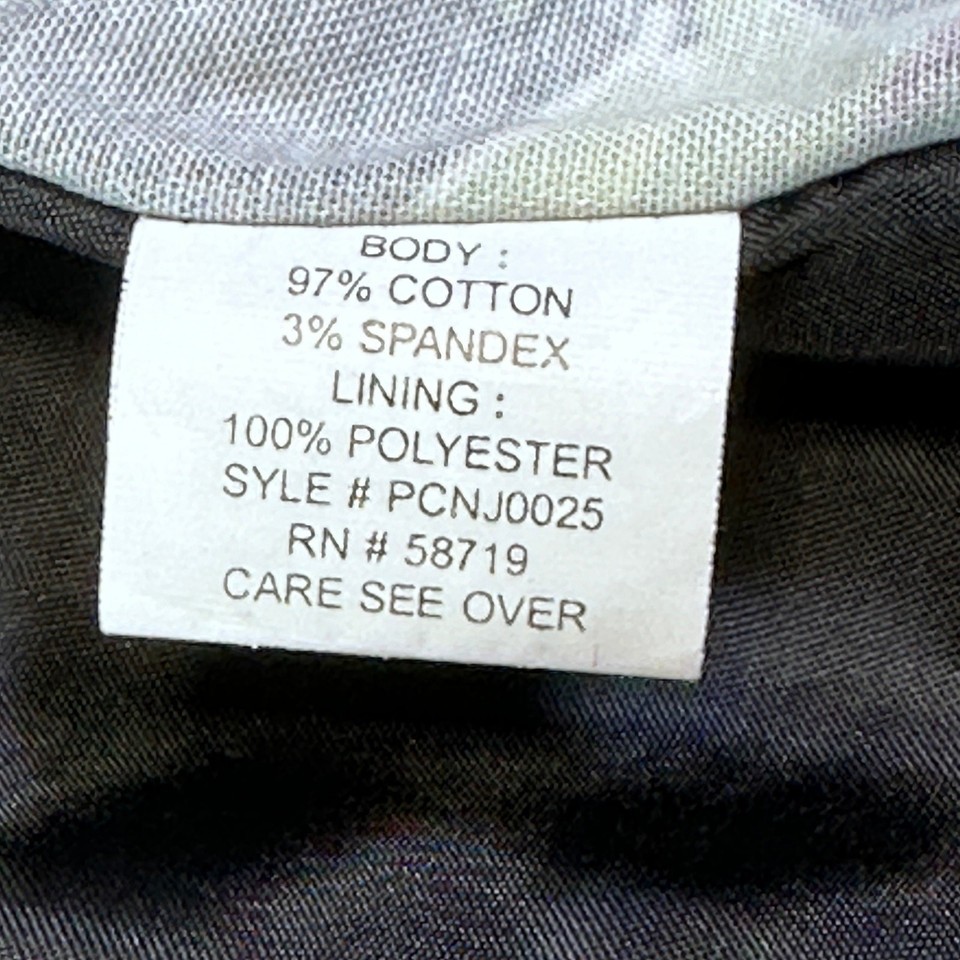 BODY :
97% COTTON
3% SPANDEX
LINING :
100% POLYESTER
SYLE # PCNJ0025
RN # 58719
CARE SEE OVER